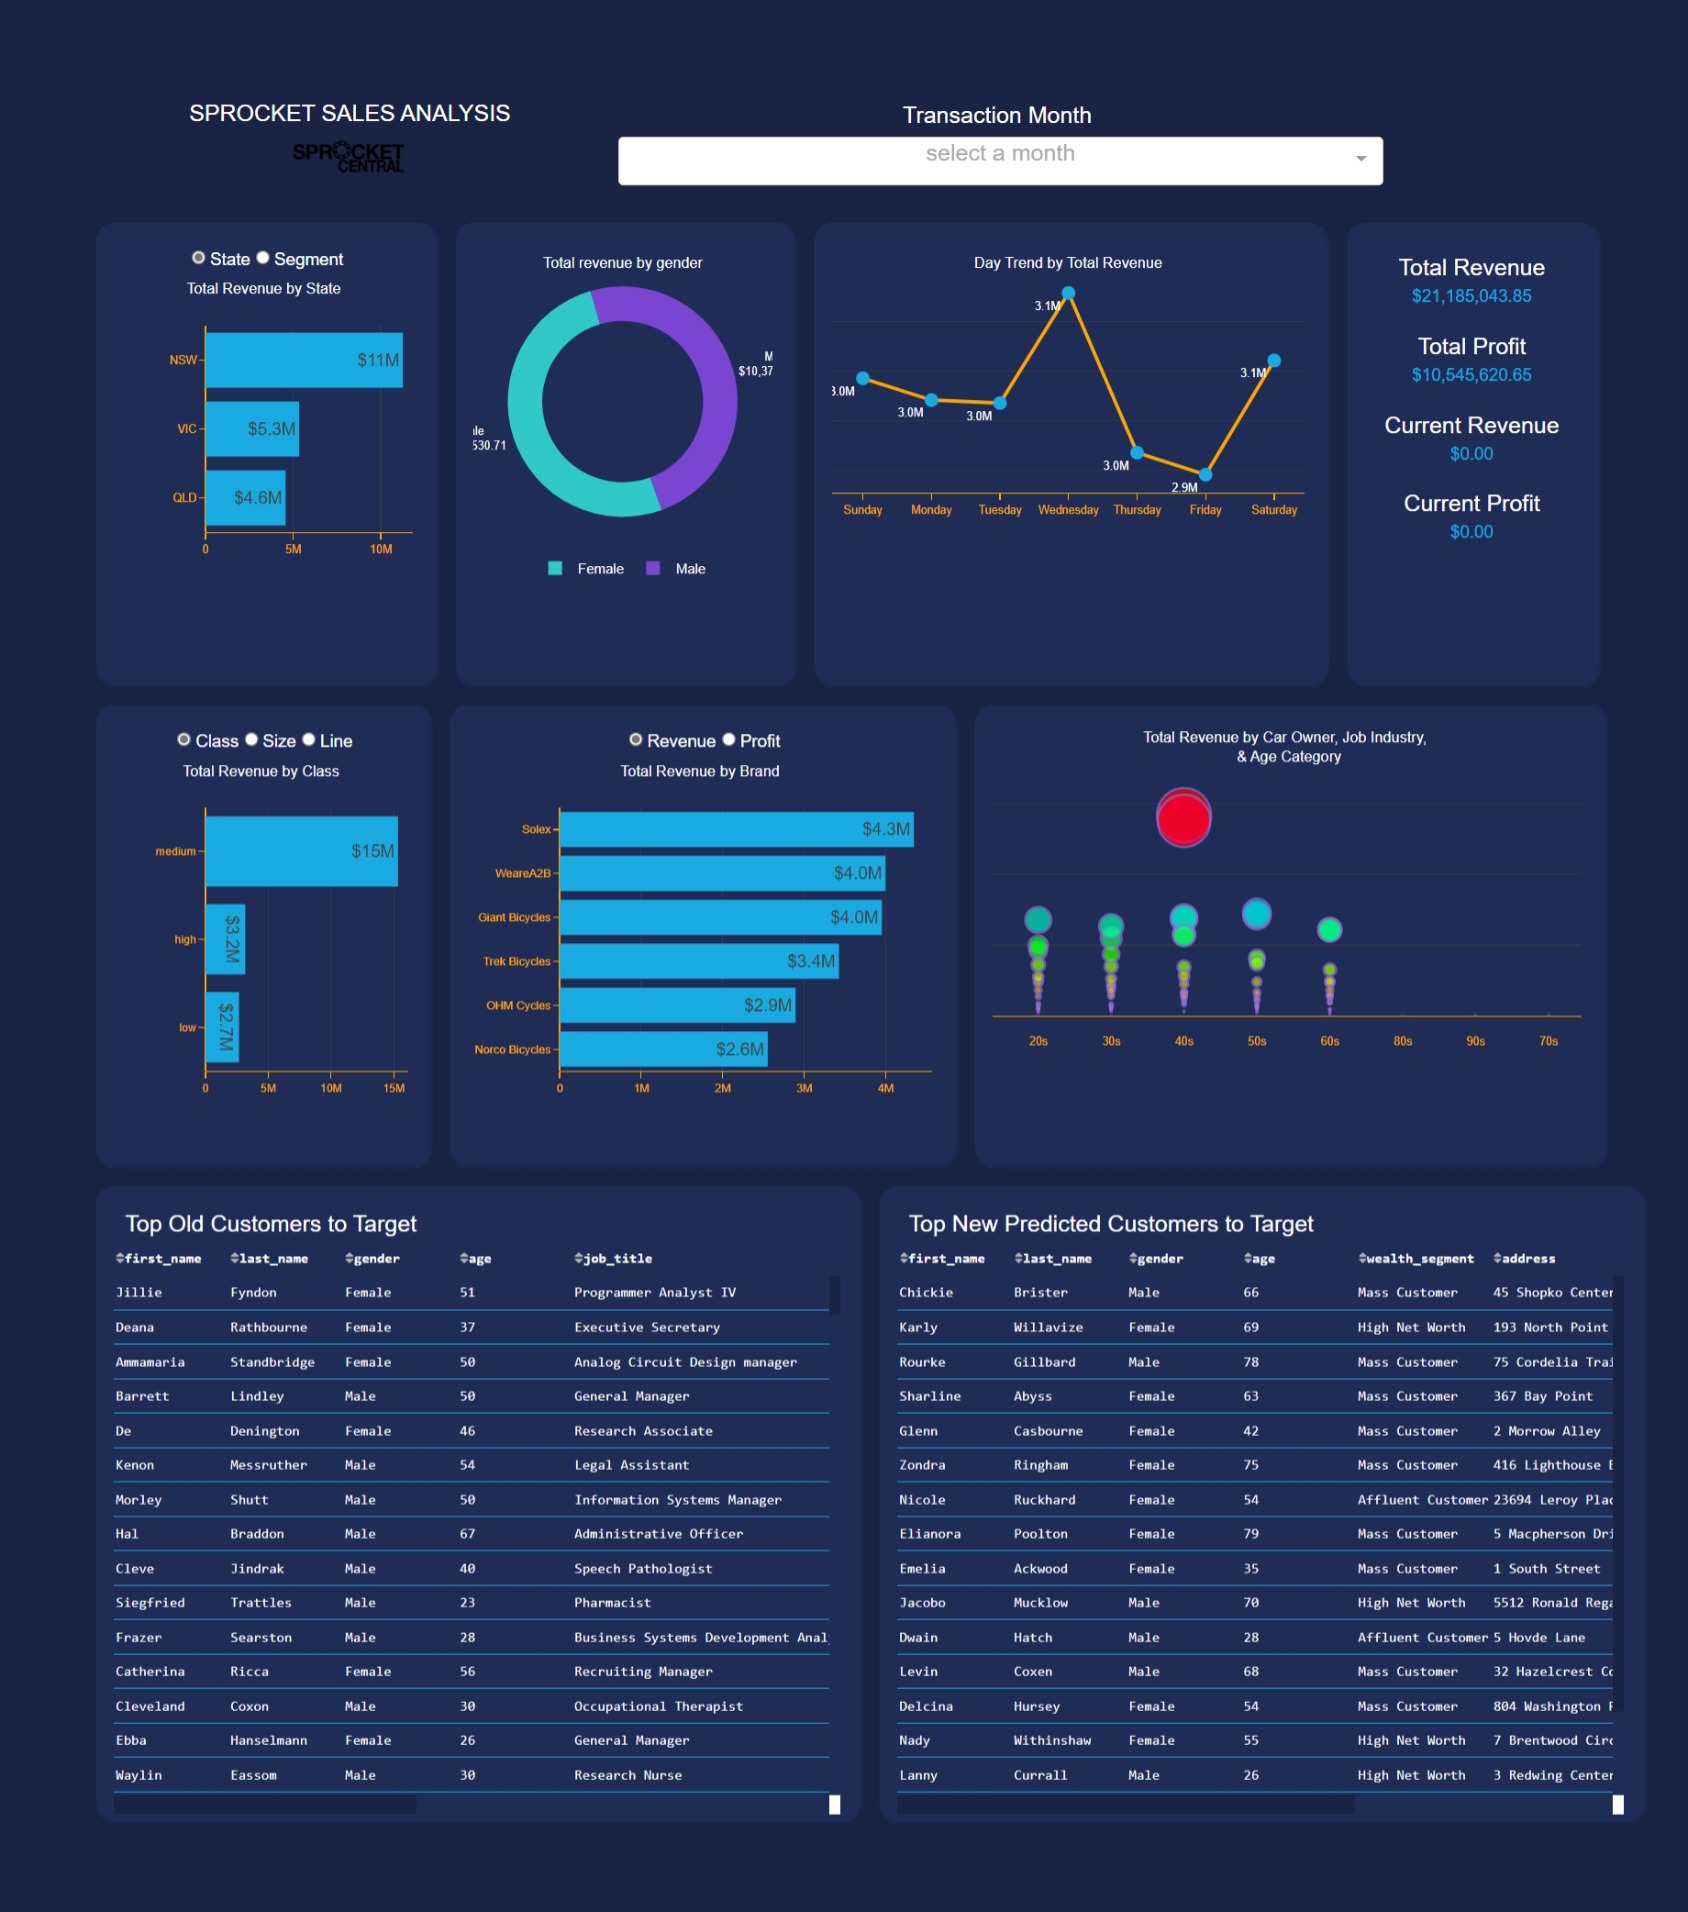 SPROCKET SALES ANALYSIS
SPROCKET
CENTRAL
Transaction Month
select a month
State Segment
Total Revenue by State
NSW $11M
VIC $5.3M
QLD $4.6M
0 5M 10M
Total revenue by gender
M
$10,37
530.71
Female Male
Day Trend by Total Revenue
3.0M 3.0M 3.0M 3.1M 3.0M 2.9M 3.1M
Sunday Monday Tuesday Wednesday Thursday Friday Saturday
Total Revenue
$21,185,043.85
Total Profit
$10,545,620.65
Current Revenue
$0.00
Current Profit
$0.00
Class Size Line
Total Revenue by Class
medium $15M
high $3.2M
low $2.7M
0 5M 10M 15M
Revenue Profit
Total Revenue by Brand
Solex $4.3M
WeareA2B $4.0M
Giant Bicycles $4.0M
Trek Bicycles $3.4M
OHM Cycles $2.9M
Norco Bicycles $2.6M
0 1M 2M 3M 4M
Total Revenue by Car Owner, Job Industry,
& Age Category
20s 30s 40s 50s 60s 80s 90s 70s
Top Old Customers to Target
first_name last_name gender age job_title
Jillie Fyndon Female 51 Programmer Analyst IV
Deana Rathbourne Female 37 Executive Secretary
Ammamaria Standbridge Female 50 Analog Circuit Design manager
Barrett Lindley Male 50 General Manager
De Denington Female 46 Research Associate
Kenon Messruther Male 54 Legal Assistant
Morley Shutt Male 50 Information Systems Manager
Hal Braddon Male 67 Administrative Officer
Cleve Jindrak Male 40 Speech Pathologist
Siegfried Trattles Male 23 Pharmacist
Frazer Searston Male 28 Business Systems Development Anal
Catherina Ricca Female 56 Recruiting Manager
Cleveland Coxon Male 30 Occupational Therapist
Ebba Hanselmann Female 26 General Manager
Waylin Eassom Male 30 Research Nurse
Top New Predicted Customers to Target
first_name last_name gender age wealth_segment address
Chickie Brister Male 66 Mass Customer 45 Shopko Center
Karly Willavize Female 69 High Net Worth 193 North Point
Rourke Gillbard Male 78 Mass Customer 75 Cordelia Trai
Sharline Abyss Female 63 Mass Customer 367 Bay Point
Glenn Casbourne Female 42 Mass Customer 2 Morrow Alley
Zondra Ringham Female 75 Mass Customer 416 Lighthouse
Nicole Ruckhard Female 54 Affluent Customer 23694 Leroy Plac
Elianora Poolton Female 79 Mass Customer 5 Macpherson Dri
Emelia Ackwood Female 35 Mass Customer 1 South Street
Jacobo Mucklow Male 70 High Net Worth 5512 Ronald Rega
Dwain Hatch Male 28 Affluent Customer 5 Hovde Lane
Levin Coxen Male 68 Mass Customer 32 Hazelcrest Co
Delcina Hursey Female 54 Mass Customer 804 Washington
Nady Withinshaw Female 55 High Net Worth 7 Brentwood Circ
Lanny Currall Male 26 High Net Worth 3 Redwing Center